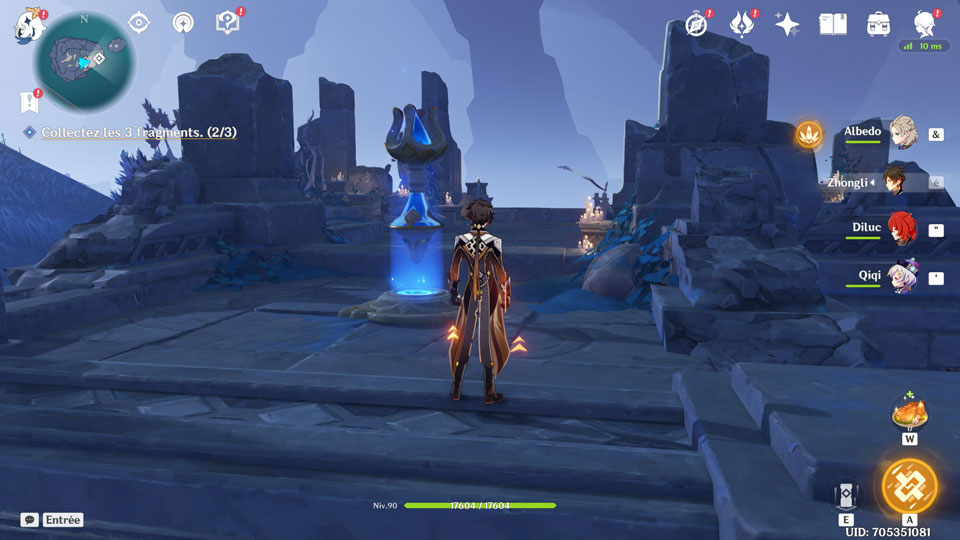 N
10 ms
Collectez les 3 fragments. (2/3)
Albedo
&
Zhongli
é
Diluc
"
Qiqi
'
17
W
Niv.90
17604 / 17604
Entrée
E
A
UID: 705351081